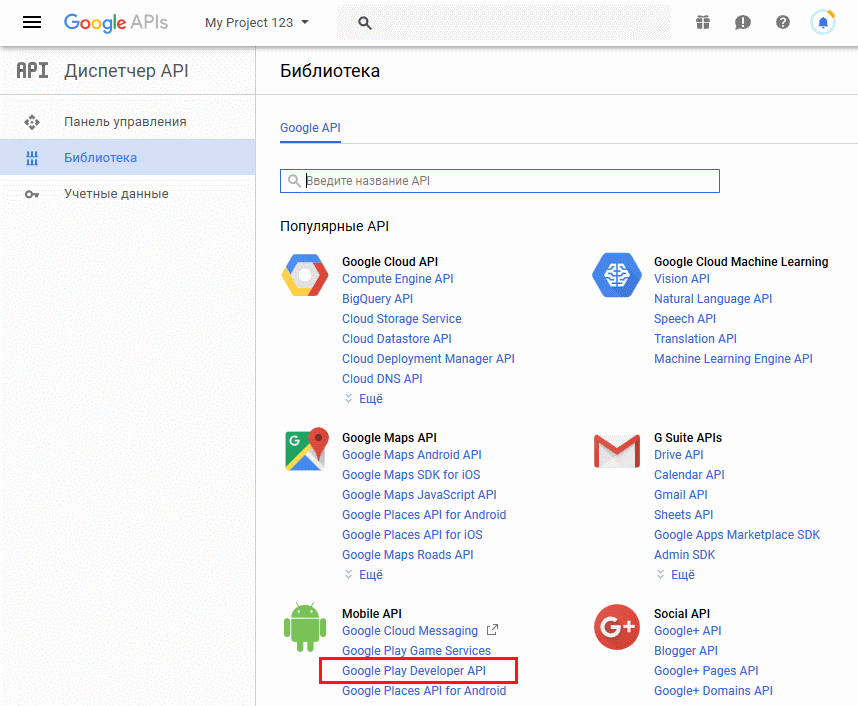 Google APIs
My Project 123
API Диспетчер API
Библиотека
Панель управления
Библиотека
Учетные данные
Google API
Введите название API
Популярные API
Google Cloud API
Compute Engine API
BigQuery API
Cloud Storage Service
Cloud Datastore API
Cloud Deployment Manager API
Cloud DNS API
Ещё
Google Cloud Machine Learning
Vision API
Natural Language API
Speech API
Translation API
Machine Learning Engine API
Google Maps API
Google Maps Android API
Google Maps SDK for iOS
Google Maps JavaScript API
Google Places API for Android
Google Places API for iOS
Google Maps Roads API
Ещё
G Suite APIs
Drive API
Calendar API
Gmail API
Sheets API
Google Apps Marketplace SDK
Admin SDK
Ещё
Mobile API
Google Cloud Messaging
Google Play Game Services
Google Play Developer API
Google Places API for Android
Social API
Google+ API
Blogger API
Google+ Pages API
Google+ Domains API